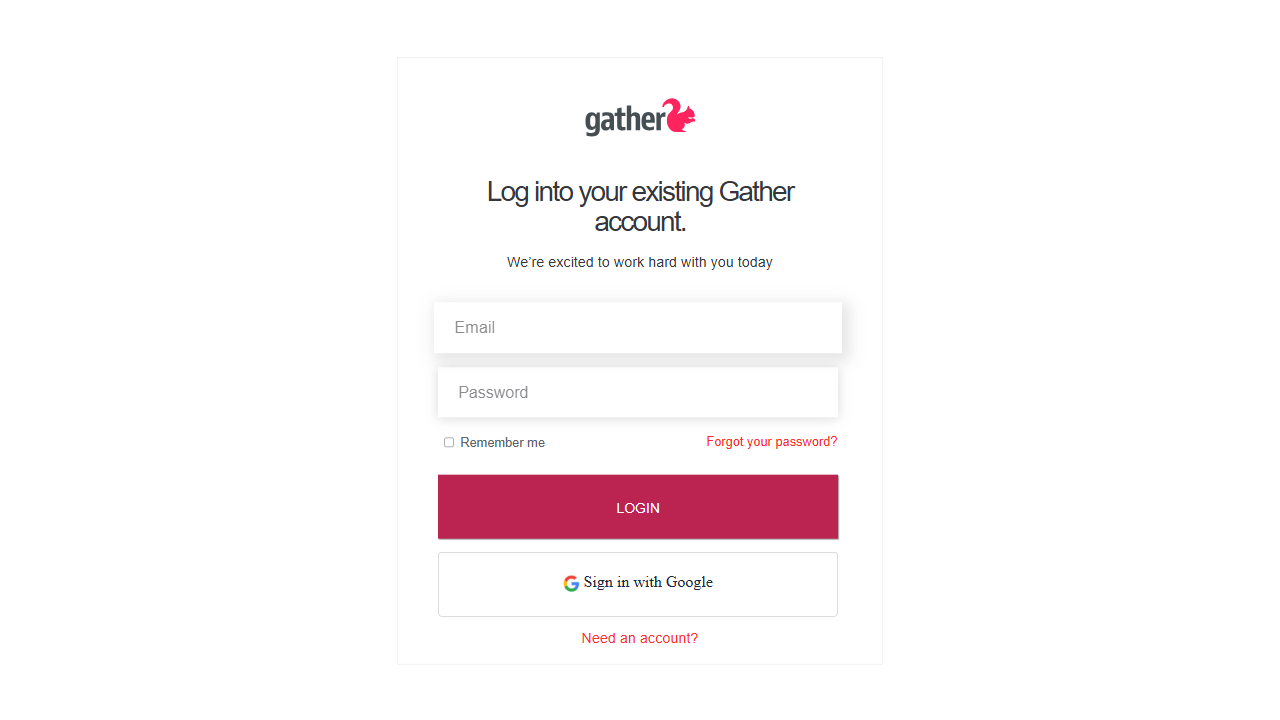 gather
Log into your existing Gather
account.
We’re excited to work hard with you today
Email
Password
Remember me
Forgot your password?
LOGIN
Sign in with Google
Need an account?